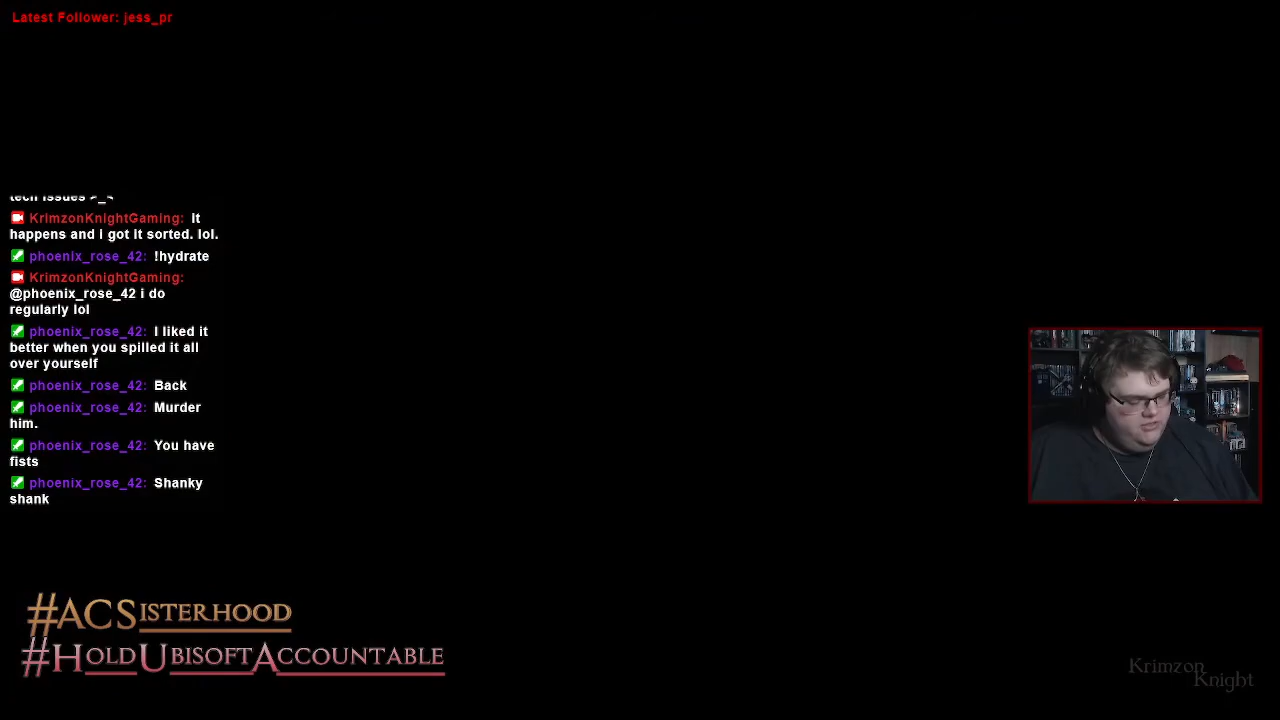 Latest Follower: jess_pr
tech issues >_<
KrimzonKnightGaming: It
happens and i got it sorted. lol.
phoenix_rose_42: !hydrate
KrimzonKnightGaming:
@phoenix_rose_42 i do
regularly lol
phoenix_rose_42: I liked it
better when you spilled it all
over yourself
phoenix_rose_42: Back
phoenix_rose_42: Murder
him.
phoenix_rose_42: You have
fists
phoenix_rose_42: Shanky
shank
#ACSisterhood
#HoldUbisoftAccountable
Krimzon
Knight